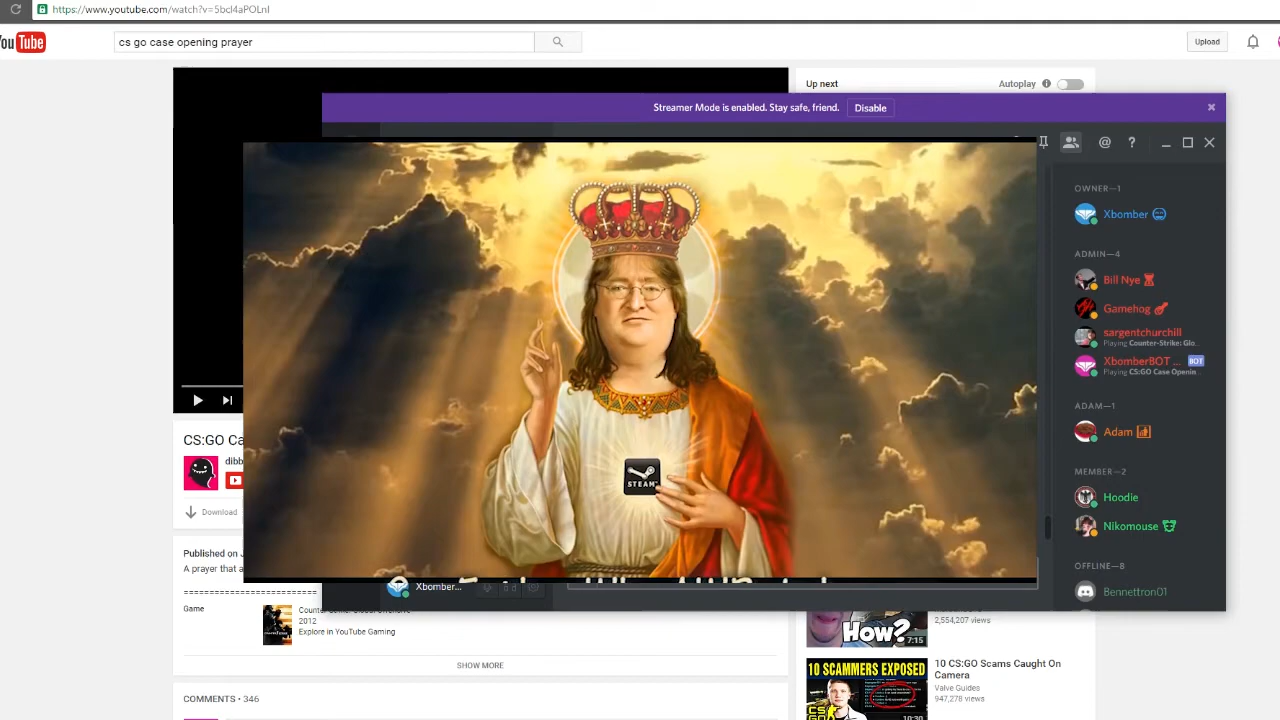 https://www.youtube.com/watch?v=5bcl4aPOLnI
You Tube
cs go case opening prayer
Upload
Up next
Autoplay
Streamer Mode is enabled. Stay safe, friend.
Disable
OWNER—1
Xbomber
ADMIN—4
Bill Nye
Gamehog
sargentchurchill
Playing Counter-Strike: Glo...
XbomberBOT ...
BOT
Playing CS:GO Case Openin...
ADAM—1
Adam
MEMBER—2
Hoodie
Nikomouse
OFFLINE—8
Bennettron01
STEAM
CS:GO Ca
dibb
Download
Published on J
A prayer that a
Xbomber...
Game
2012
Explore in YouTube Gaming
SHOW MORE
COMMENTS • 346
HOW?
7:15
2,554,207 views
10 SCAMMERS EXPOSED
CS GO
10:30
10 CS:GO Scams Caught On
Camera
Valve Guides
947,278 views